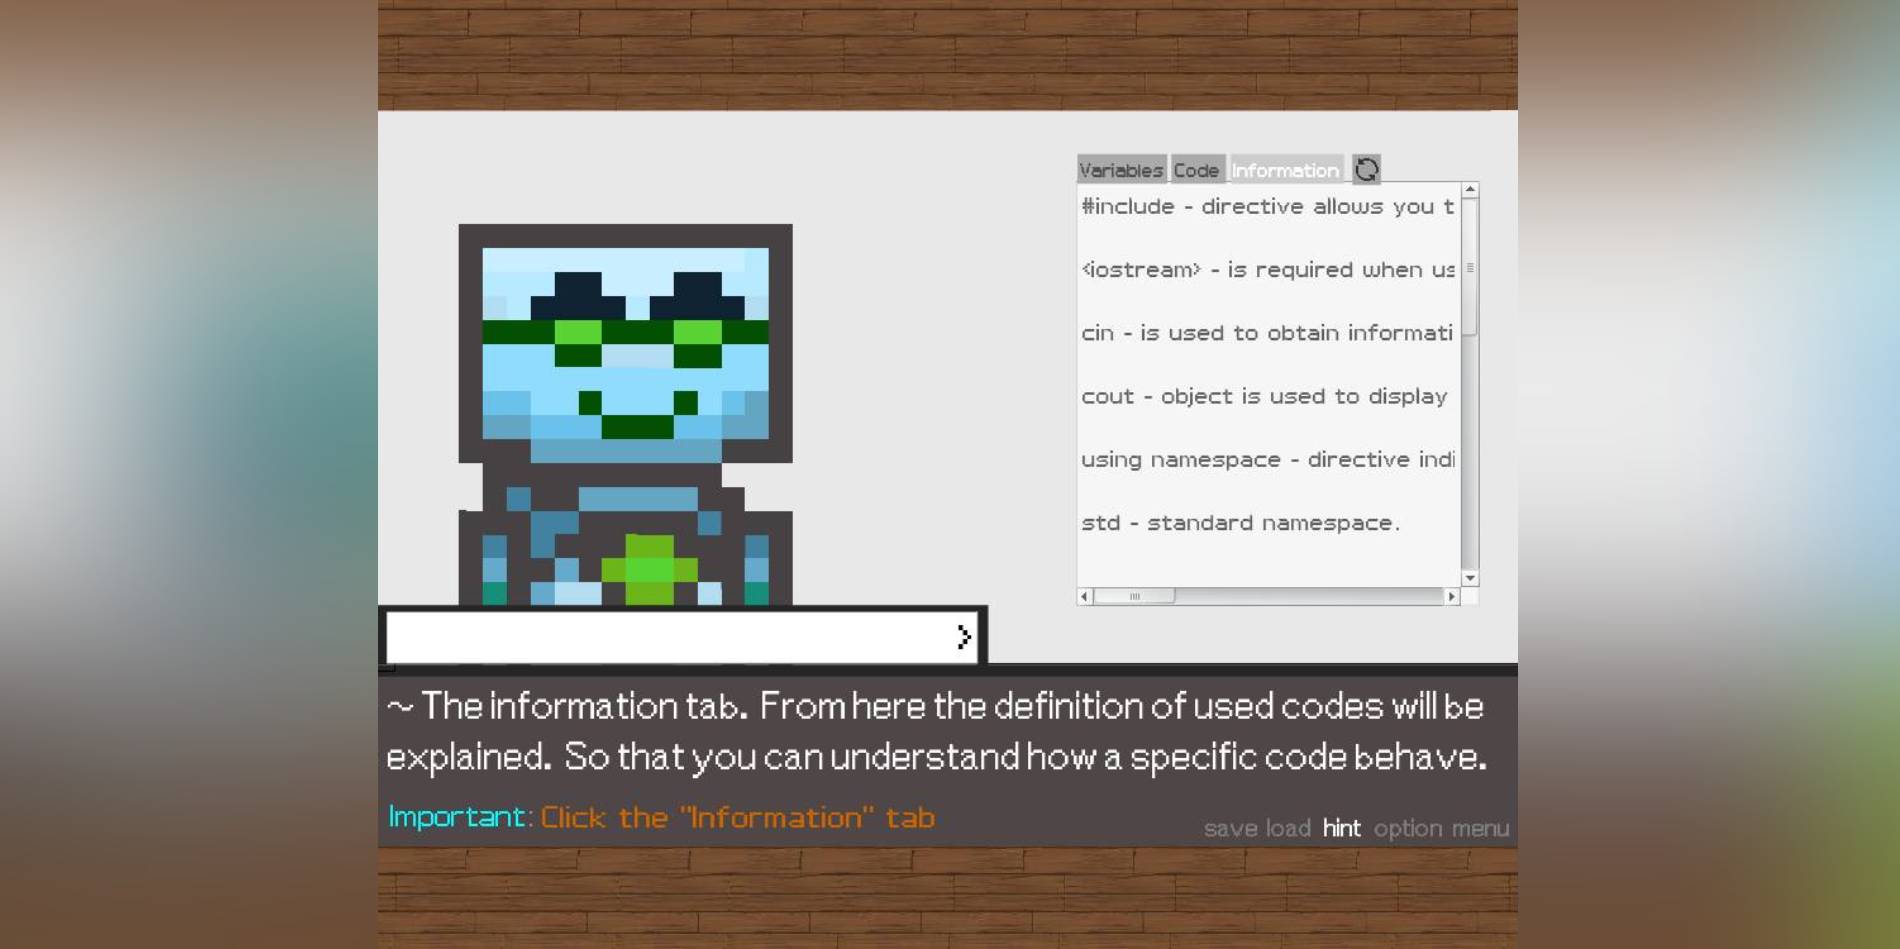 Variables Code Information
#include - directive allows you t
<iostream> - is required when us
cin - is used to obtain informati
cout - object is used to display
using namespace - directive indi
std - standard namespace.
>
~ The information tab. From here the definition of used codes will be
explained. So that you can understand how a specific code behave.
Important: Click the "Information" tab
save load hint option menu